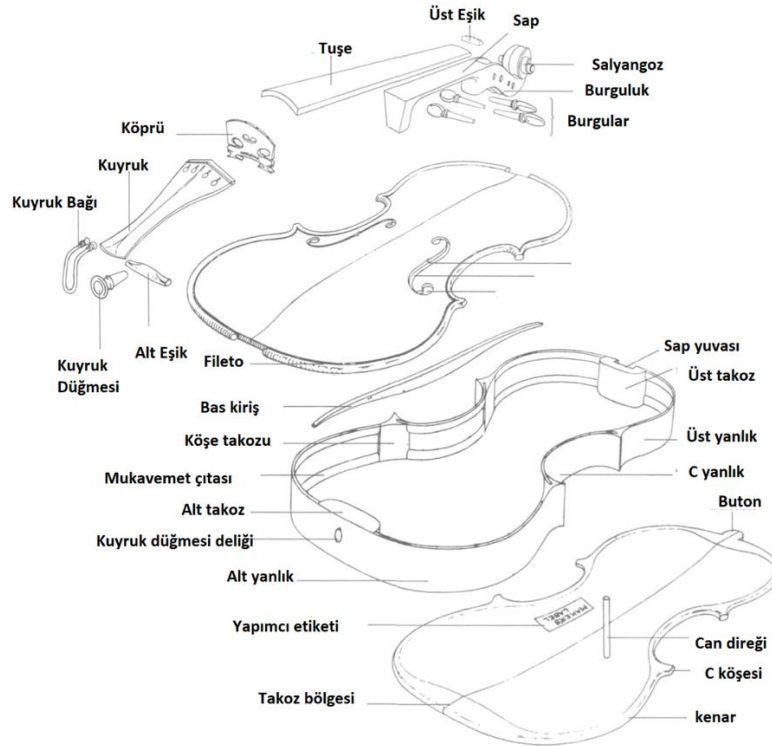 Üst Eşik
Sap
Tuşe
Salyangoz
Burguluk
Burgular
Köprü
Kuyruk
Kuyruk Bağı
Kuyruk
Düğmesi
Alt Eşik
Fileto
Sap yuvası
Üst takoz
Bas kiriş
Köşe takozu
Üst yanlık
Mukavemet çıtası
C yanlık
Alt takoz
Buton
Kuyruk düğmesi deliği
Alt yanlık
MAKERS
LABEL
Yapımcı etiketi
Can direği
C köşesi
Takoz bölgesi
kenar